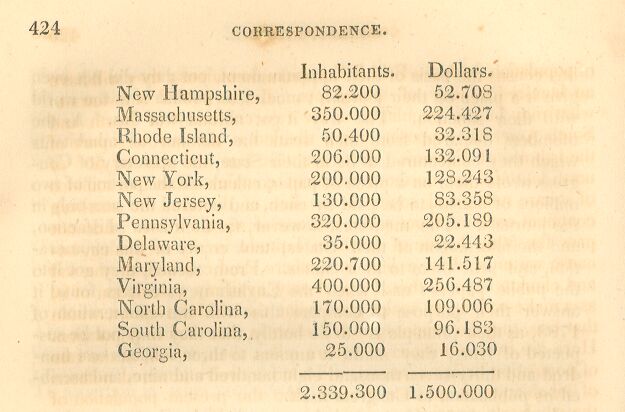 424 CORRESPONDENCE.
Inhabitants. Dollars.
New Hampshire, 82.200 52.708
Massachusetts, 350.000 224.427
Rhode Island, 50.400 32.318
Connecticut, 206.000 132.091
New York, 200.000 128.243
New Jersey, 130.000 83.358
Pennsylvania, 320.000 205.189
Delaware, 35.000 22.443
Maryland, 220.700 141.517
Virginia, 400.000 256.487
North Carolina, 170.000 109.006
South Carolina, 150.000 96.183
Georgia, 25.000 16.030
2.339.300 1.500.000